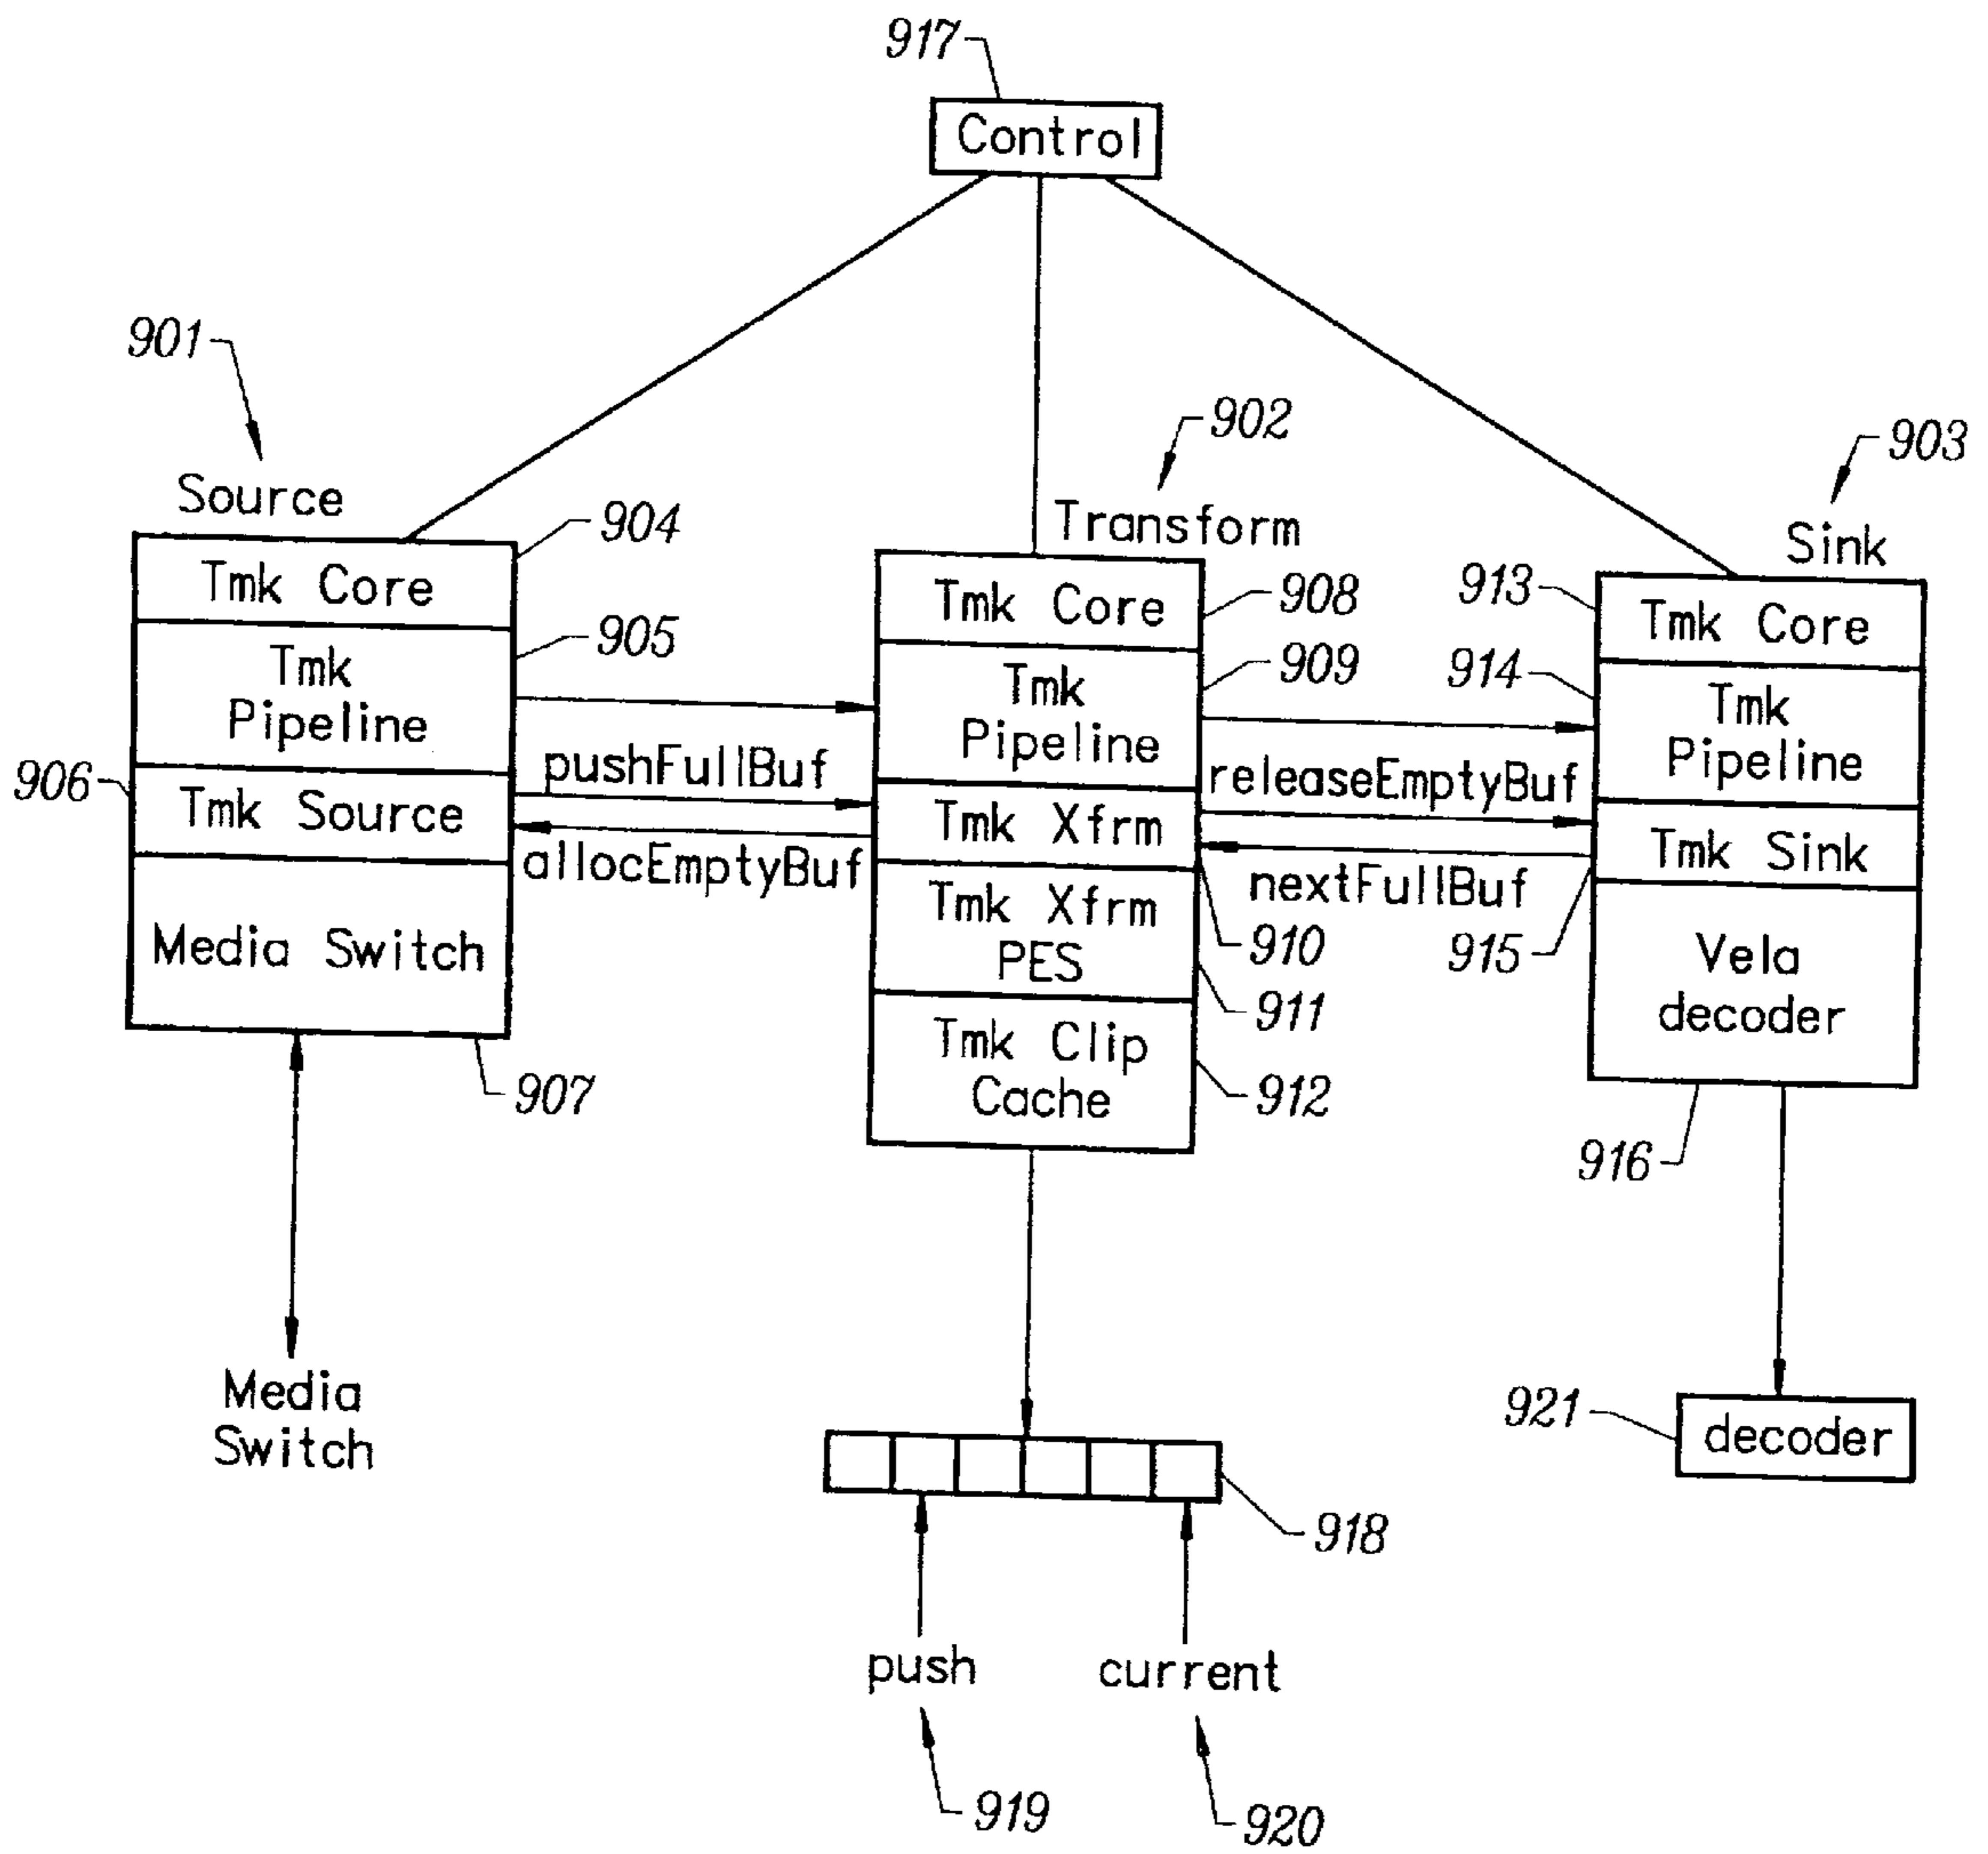 917
Control
901
902
903
Source
904
Transform
Sink
Tmk Core
905
Tmk
Pipeline
906
Tmk Source
Media Switch
907
pushFullBuf
allocEmptyBuf
Tmk Core
908
Tmk
Pipeline
909
Tmk Xfrm
910
Tmk Xfrm
PES
911
Tmk Clip
Cache
912
releaseEmptyBuf
nextFullBuf
913
Tmk Core
914
Tmk
Pipeline
Tmk Sink
915
Vela
decoder
916
Media
Switch
921
decoder
918
push
current
919
920